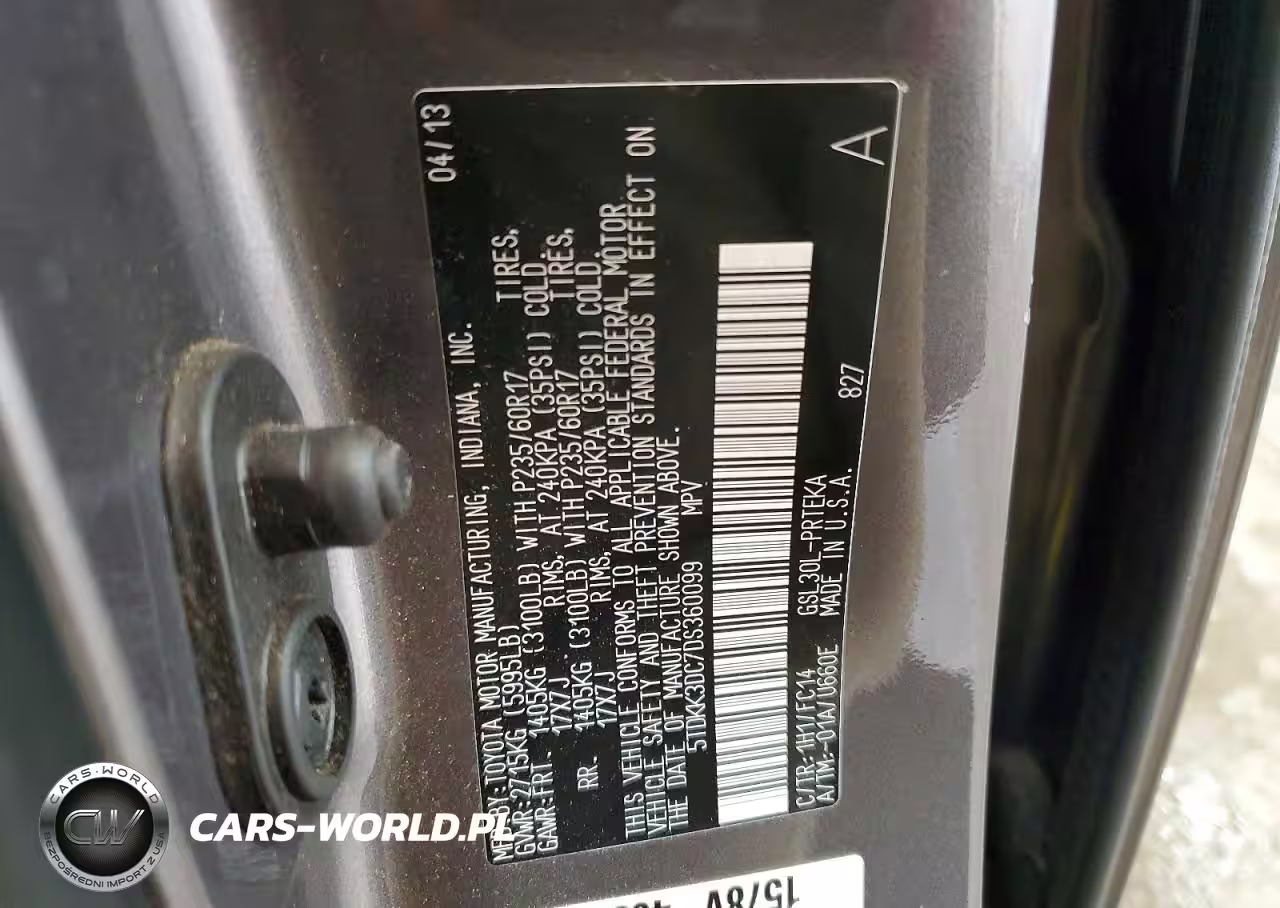 MFD. BY: TOYOTA MOTOR MANUFACTURING, INDIANA, INC. 04/13
GVWR: 2715KG (5995LB)
GAWR: FRT. 1405KG (3100LB) WITH P235/60R17 TIRES,
17X7J RIMS, AT 240KPA (35PSI) COLD.
RR. 1405KG (3100LB) WITH P235/60R17 TIRES,
17X7J RIMS, AT 240KPA (35PSI) COLD.
THIS VEHICLE CONFORMS TO ALL APPLICABLE FEDERAL MOTOR
VEHICLE SAFETY AND THEFT PREVENTION STANDARDS IN EFFECT ON
THE DATE OF MANUFACTURE SHOWN ABOVE.
5TDKK3DC7DS360099 MPV
C/TR: 1H1/FC14 GSL30L-PRTEKA
A/TM: -01A/U660E MADE IN U.S.A. 827
A
CARS-WORLD
CW
BEZPOŚREDNI IMPORT Z USA
CARS-WORLD.PL